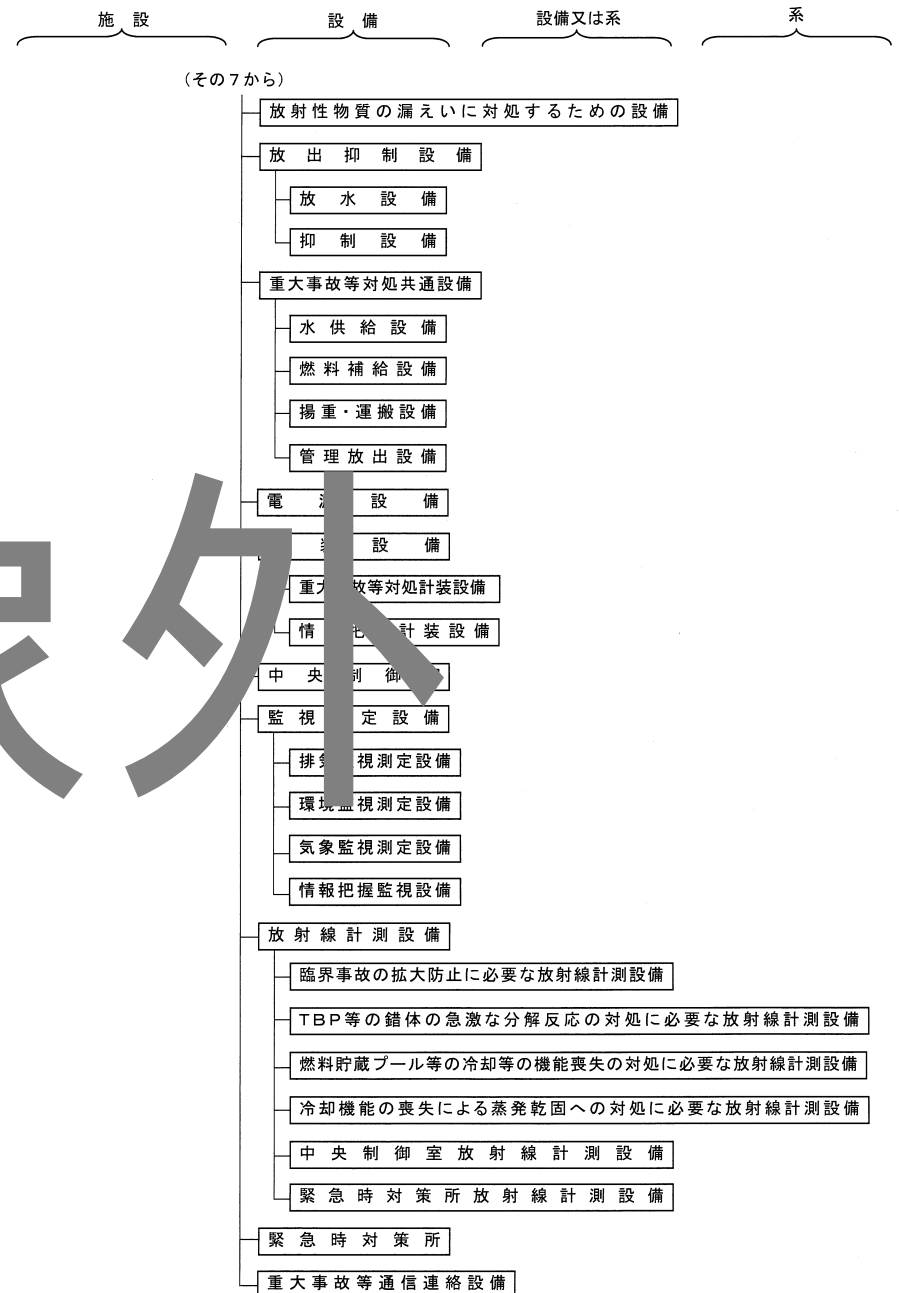 施設 設備 設備又は系 系
(その7から)
放射性物質の漏えいに対処するための設備
放出抑制設備
放水設備
抑制設備
重大事故等対処共通設備
水供給設備
燃料補給設備
揚重・運搬設備
管理放出設備
電 設備
設備
重大 故等対処計装設備
情 計装設備
中央制御
監視 定設備
排気 視測定設備
環境監視測定設備
気象監視測定設備
情報把握監視設備
放射線計測設備
臨界事故の拡大防止に必要な放射線計測設備
TBP等の錯体の急激な分解反応の対処に必要な放射線計測設備
燃料貯蔵プール等の冷却等の機能喪失の対処に必要な放射線計測設備
冷却機能の喪失による蒸発乾固への対処に必要な放射線計測設備
中央制御室放射線計測設備
緊急時対策所放射線計測設備
緊急時対策所
重大事故等通信連絡設備
外